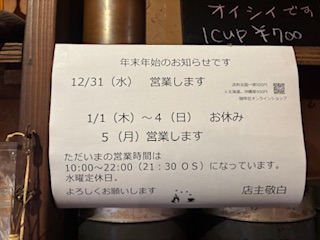 オイシイです
1CUP ¥700
年末年始のお知らせです
12/31(水) 営業します
1/1(木)~4(日) お休み
5(月)営業します
ただいまの営業時間は
10:00~22:00(21:30 OS)になっています。
水曜定休日。
よろしくお願いします
店主敬白